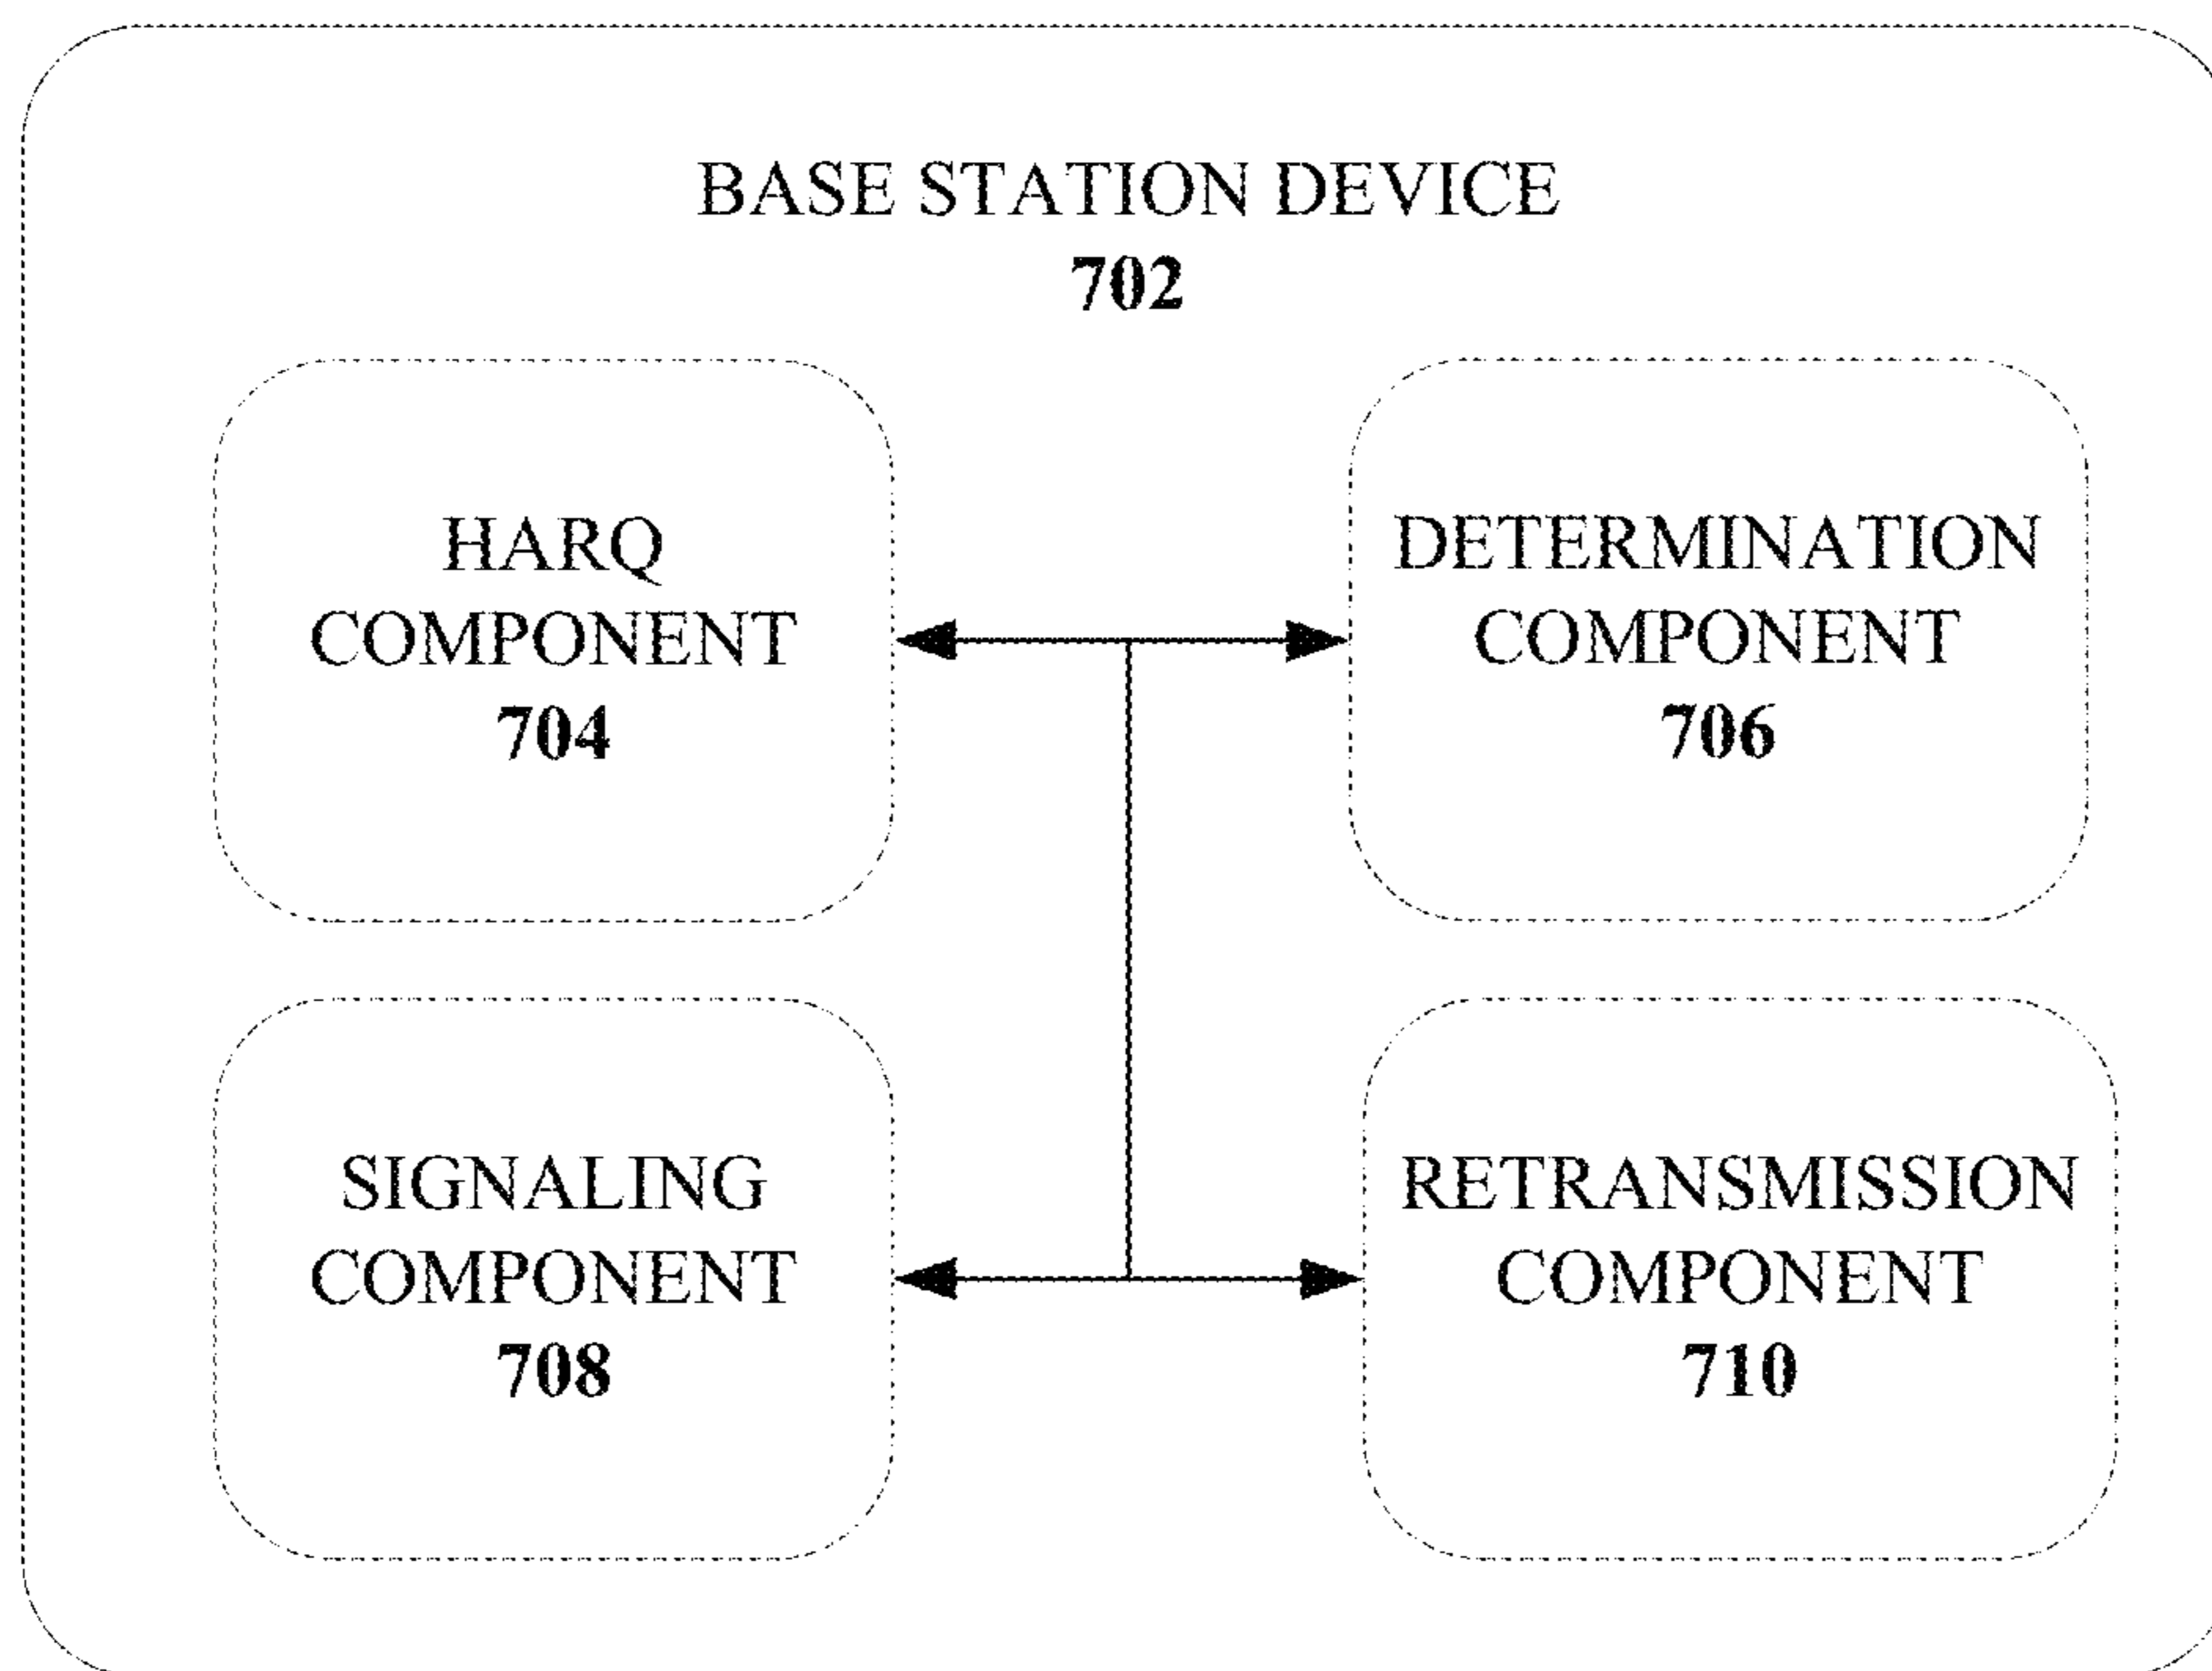 BASE STATION DEVICE
702
HARQ
COMPONENT
704
DETERMINATION
COMPONENT
706
SIGNALING
COMPONENT
708
RETRANSMISSION
COMPONENT
710